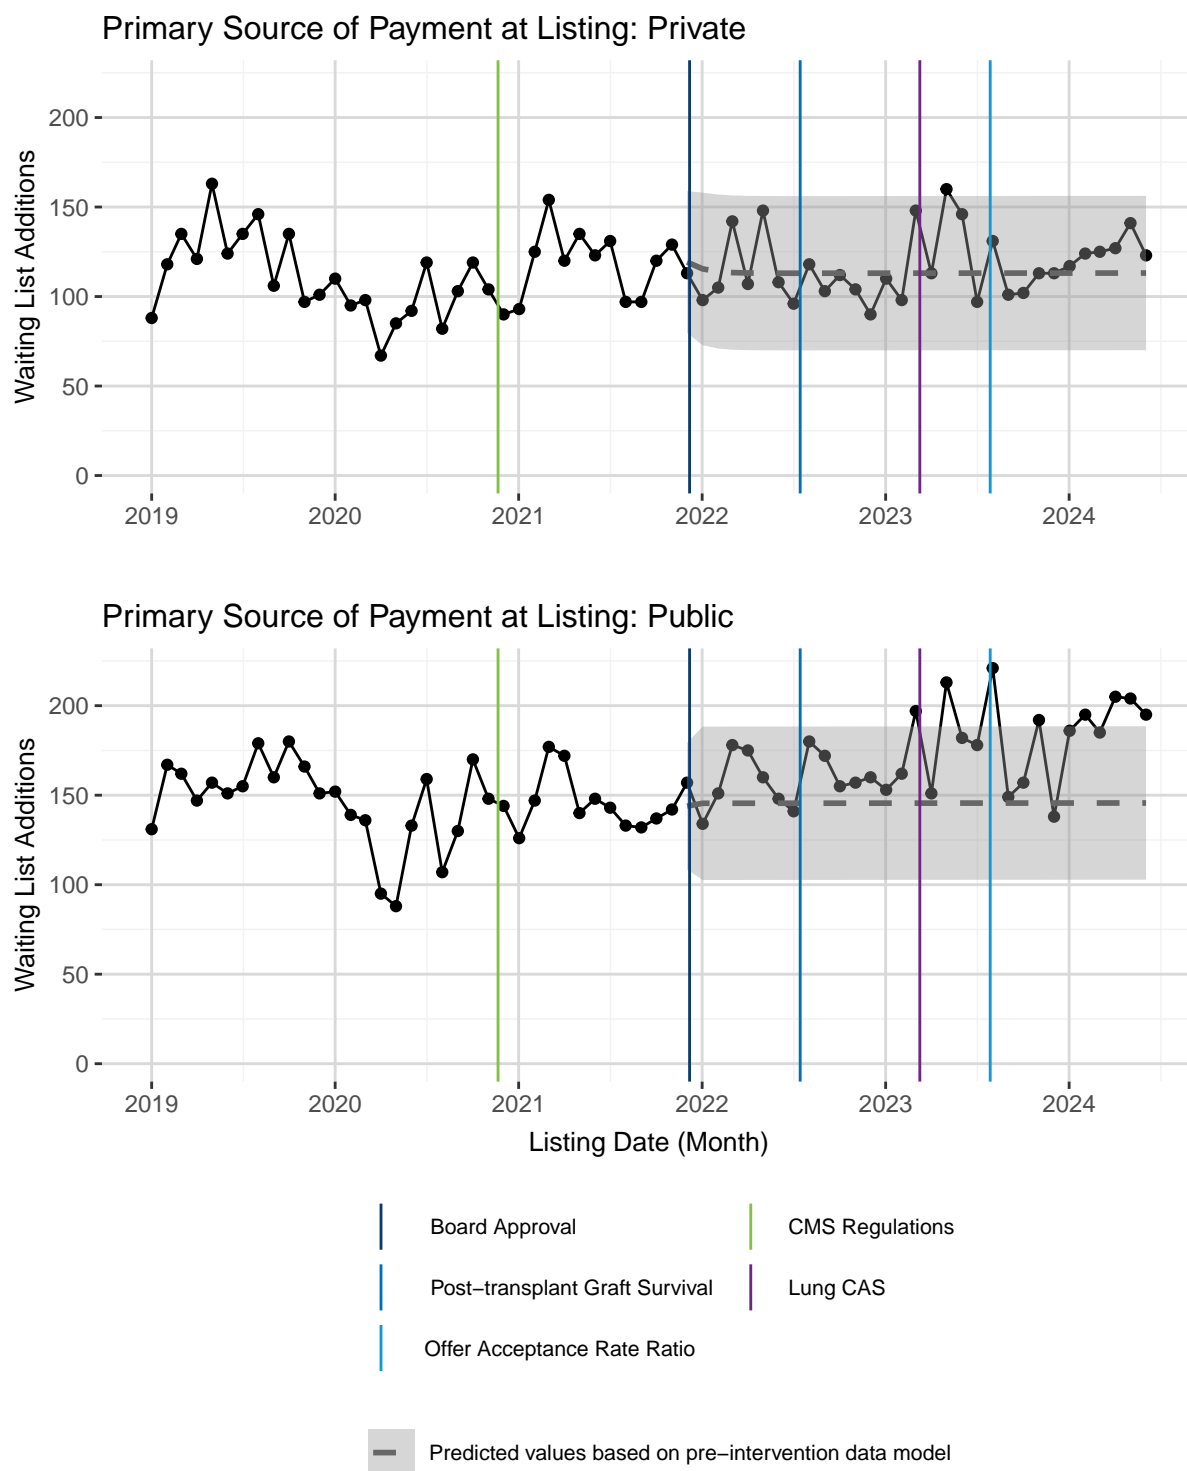 Primary Source of Payment at Listing: Private
Waiting List Additions
200
150
100
50
0
2019 2020 2021 2022 2023 2024
Primary Source of Payment at Listing: Public
Waiting List Additions
200
150
100
50
0
2019 2020 2021 2022 2023 2024
Listing Date (Month)
Board Approval
CMS Regulations
Post−transplant Graft Survival
Lung CAS
Offer Acceptance Rate Ratio
Predicted values based on pre−intervention data model